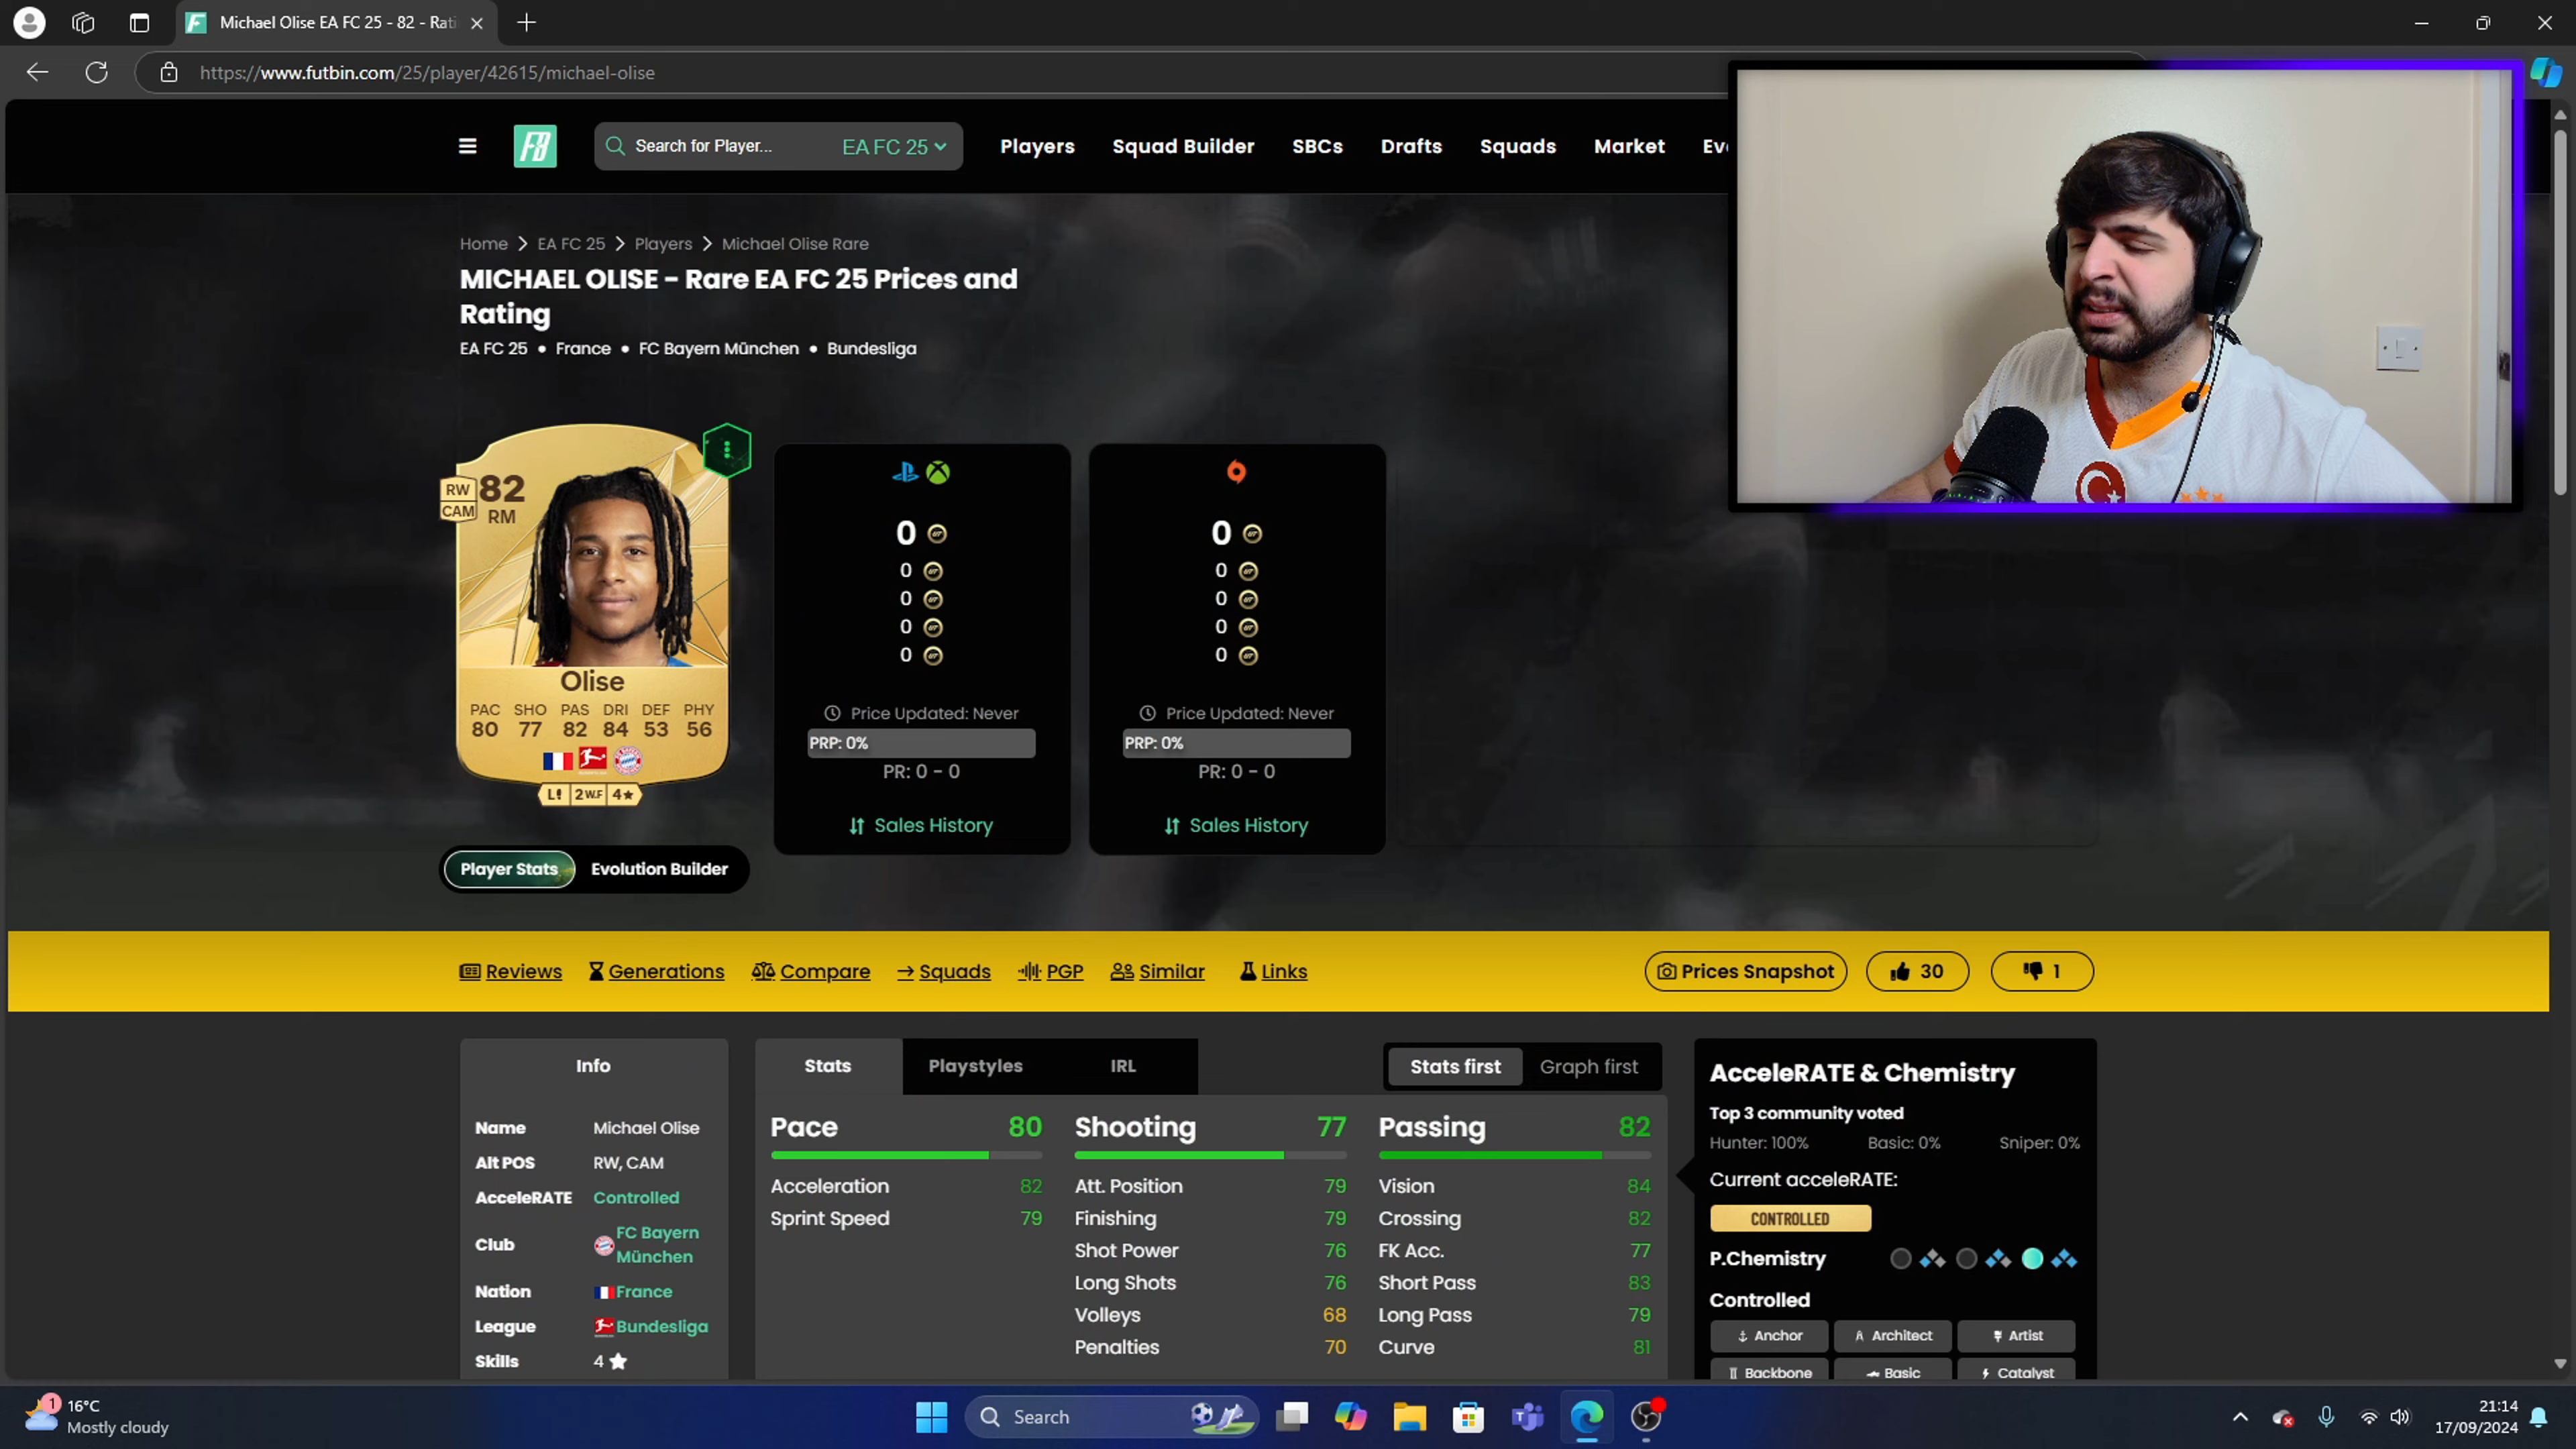 Michael Olise EA FC 25 - 82 - Rati
https://www.futbin.com/25/player/42615/michael-olise
Search for Player... EA FC 25
Players Squad Builder SBCs Drafts Squads Market Ev
Home > EA FC 25 > Players > Michael Olise Rare
MICHAEL OLISE - Rare EA FC 25 Prices and
Rating
EA FC 25 • France • FC Bayern München • Bundesliga
RW 82
CAM RM
Olise
PAC SHO PAS DRI DEF PHY
80 77 82 84 53 56
L 2 W.F 4★
0
0
0
0
0
Price Updated: Never
PRP: 0%
PR: 0 - 0
Sales History
0
0
0
0
0
Price Updated: Never
PRP: 0%
PR: 0 - 0
Sales History
Player Stats Evolution Builder
Reviews Generations Compare Squads PGP Similar Links
Prices Snapshot 30 1
Info
Name Michael Olise
Alt POS RW, CAM
AcceleRATE Controlled
Club FC Bayern
München
Nation France
League Bundesliga
Skills 4 ★
Stats Playstyles IRL
Stats first Graph first
Pace 80
Acceleration 82
Sprint Speed 79
Shooting 77
Att. Position 79
Finishing 79
Shot Power 76
Long Shots 76
Volleys 68
Penalties 70
Passing 82
Vision 84
Crossing 82
FK Acc. 77
Short Pass 83
Long Pass 79
Curve 81
AcceleRATE & Chemistry
Top 3 community voted
Hunter: 100% Basic: 0% Sniper: 0%
Current acceleRATE:
CONTROLLED
P.Chemistry
Controlled
Anchor Architect Artist
Backbone Basic Catalyst
1
16°C
Mostly cloudy
Search
21:14
17/09/2024